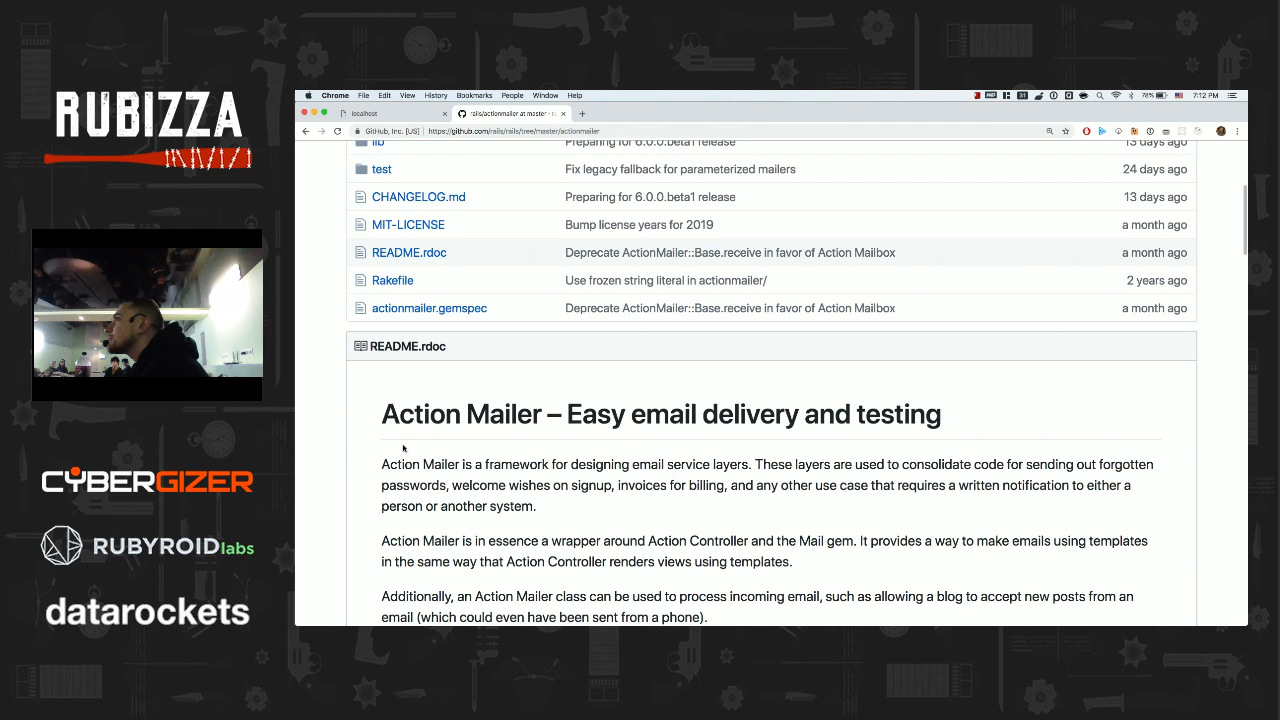 RUBIZZA
CYBERGIZER
RUBYROIDlabs
datarockets
Chrome File Edit View History Bookmarks People Window Help 78% 7:12 PM
localhost
rails/actionmailer at master
GitHub, Inc. [US] https://github.com/rails/rails/tree/master/actionmailer
lib Preparing for 6.0.0.beta1 release 13 days ago
test Fix legacy fallback for parameterized mailers 24 days ago
CHANGELOG.md Preparing for 6.0.0.beta1 release 13 days ago
MIT-LICENSE Bump license years for 2019 a month ago
README.rdoc Deprecate ActionMailer::Base.receive in favor of Action Mailbox a month ago
Rakefile Use frozen string literal in actionmailer/ 2 years ago
actionmailer.gemspec Deprecate ActionMailer::Base.receive in favor of Action Mailbox a month ago
README.rdoc
Action Mailer – Easy email delivery and testing
Action Mailer is a framework for designing email service layers. These layers are used to consolidate code for sending out forgotten
passwords, welcome wishes on signup, invoices for billing, and any other use case that requires a written notification to either a
person or another system.
Action Mailer is in essence a wrapper around Action Controller and the Mail gem. It provides a way to make emails using templates
in the same way that Action Controller renders views using templates.
Additionally, an Action Mailer class can be used to process incoming email, such as allowing a blog to accept new posts from an
email (which could even have been sent from a phone).